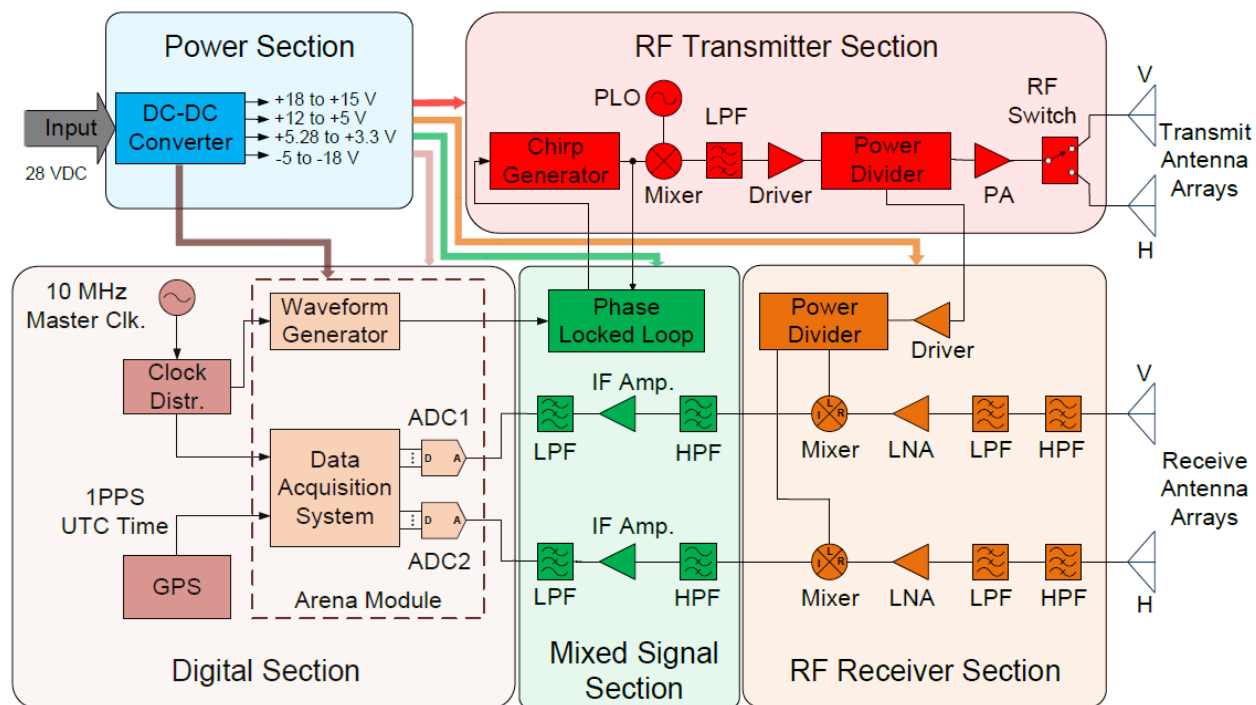 Power Section
Input
28 VDC
DC-DC
Converter
+18 to +15 V
+12 to +5 V
+5.28 to +3.3 V
-5 to -18 V
RF Transmitter Section
PLO
Chirp
Generator
Mixer
LPF
Driver
Power
Divider
PA
RF
Switch
V
H
Transmit
Antenna
Arrays
10 MHz
Master Clk.
Clock
Distr.
1PPS
UTC Time
GPS
Waveform
Generator
Data
Acquisition
System
ADC1
D A
D A
ADC2
Arena Module
Digital Section
Phase
Locked Loop
IF Amp.
LPF
HPF
IF Amp.
LPF
HPF
Mixed Signal
Section
Power
Divider
Driver
I L R
Mixer
LNA
LPF
HPF
V
I L R
Mixer
LNA
LPF
HPF
H
Receive
Antenna
Arrays
RF Receiver Section